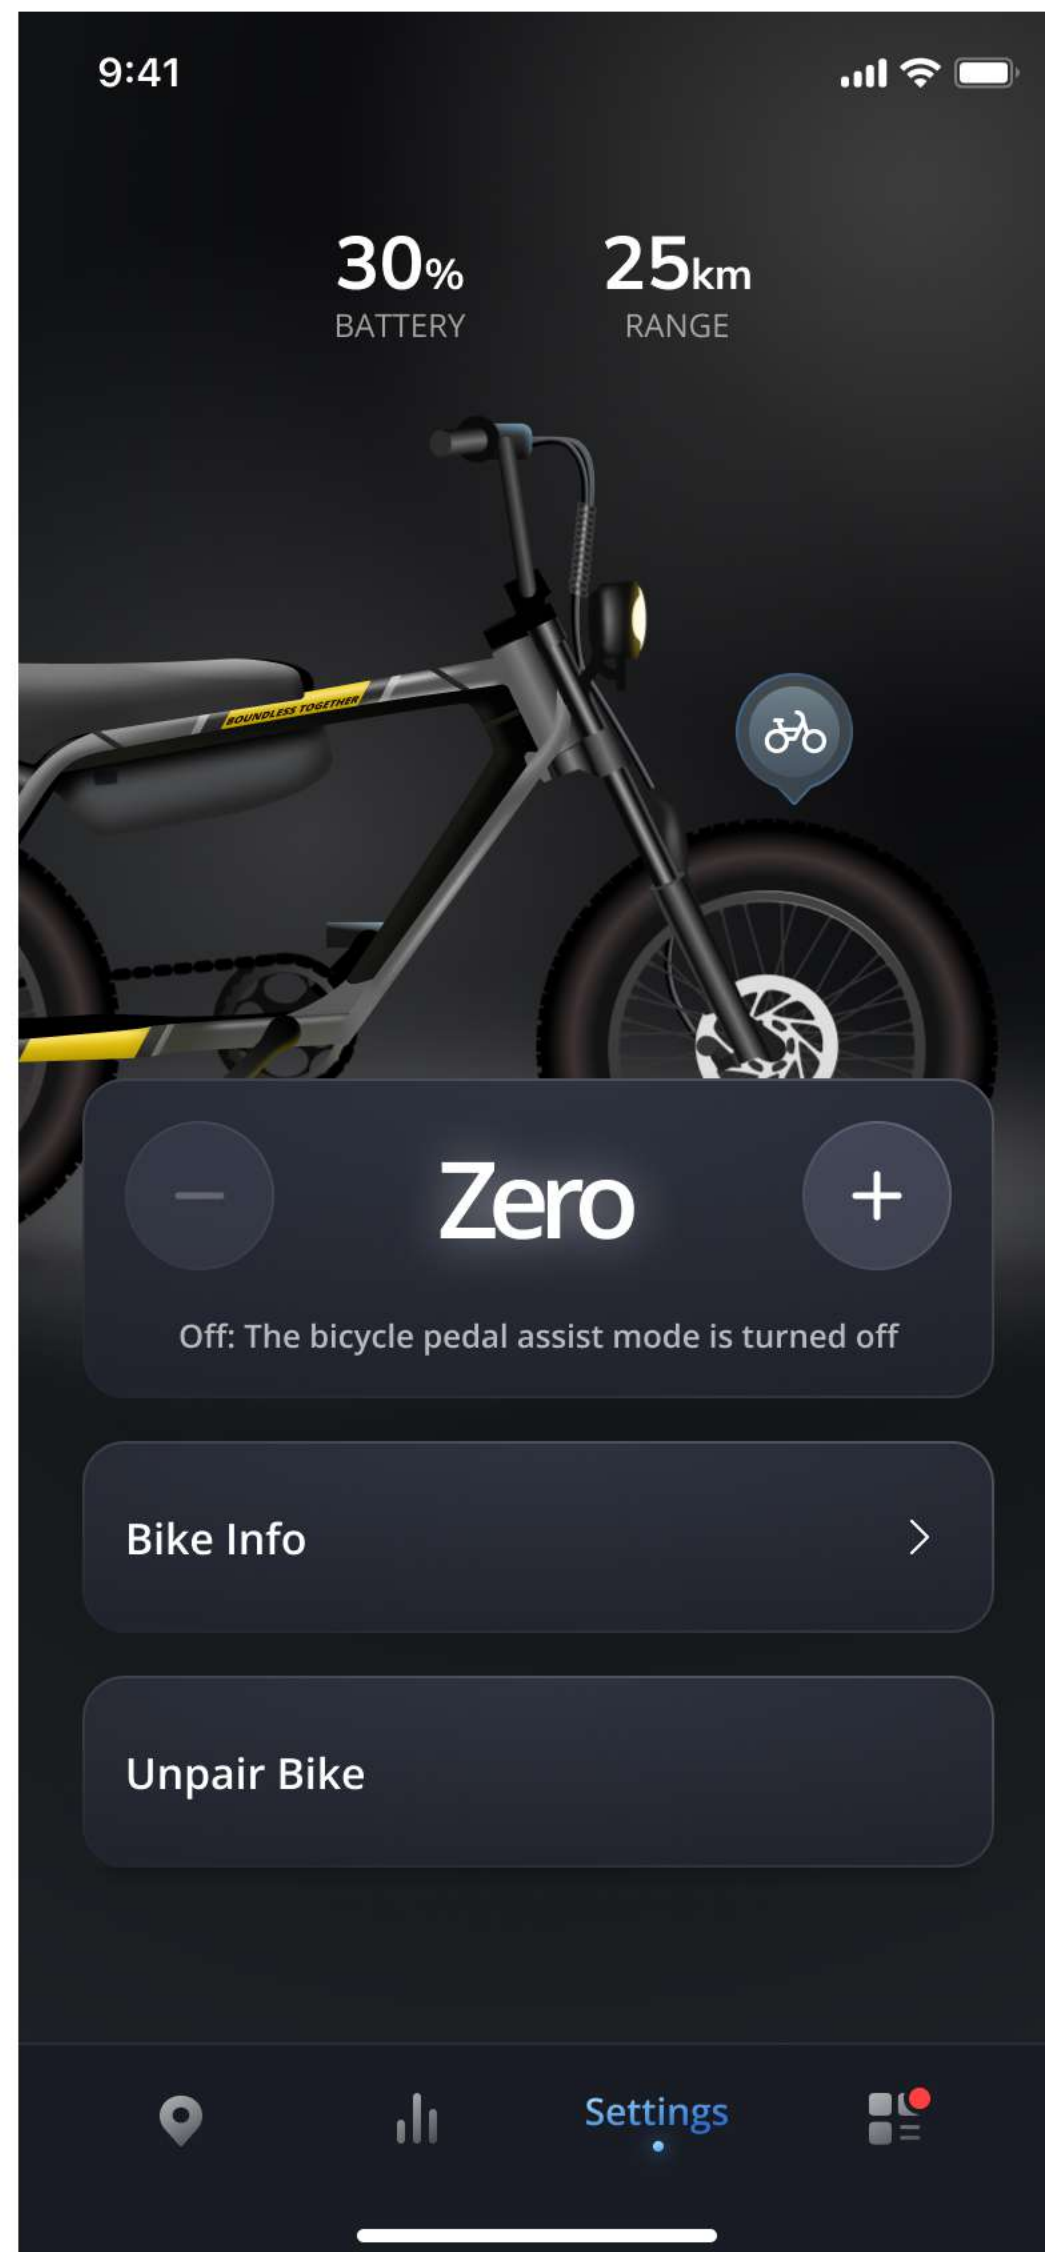 9:41
30%
BATTERY
25km
RANGE
BOUNDLESS TOGETHER
Zero
Off: The bicycle pedal assist mode is turned off
Bike Info
Unpair Bike
Settings